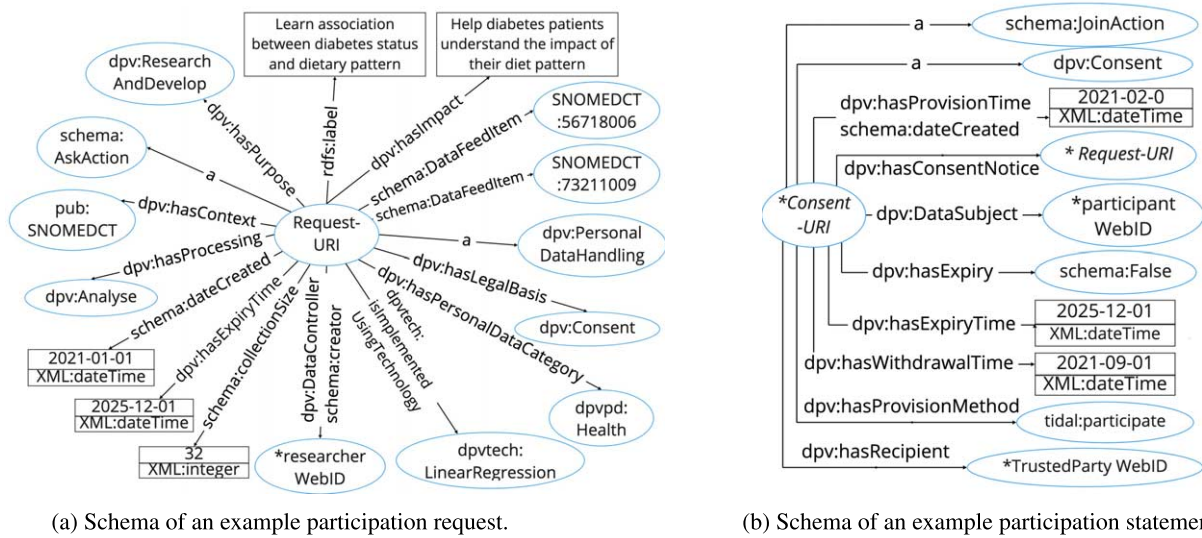 Learn association
between diabetes status
and dietary pattern
Help diabetes patients
understand the impact of
their diet pattern
dpv:Research
AndDevelop
schema:
AskAction
pub:
SNOMEDCT
dpv:Analyse
2021-01-01
XML:dateTime
2025-12-01
XML:dateTime
32
XML:integer
*researcher
WebID
dpvtech:
LinearRegression
dpvpd:
Health
dpv:Consent
dpv:Personal
DataHandling
SNOMEDCT
:73211009
SNOMEDCT
:56718006
Request-
URI
dpv:hasPurpose
rdfs:label
dpv:hasImpact
schema:DataFeedItem
schema:DataFeedItem
a
a
dpv:hasContext
dpv:hasProcessing
schema:dateCreated
dpv:hasExpiryTime
schema:collectionSize
dpv:DataController
schema:creator
dpvtech:
isImplemented
UsingTechnology
dpv:hasPersonalDataCategory
dpv:hasLegalBasis
(a) Schema of an example participation request.
a
schema:JoinAction
a
dpv:Consent
dpv:hasProvisionTime
schema:dateCreated
2021-02-0
XML:dateTime
dpv:hasConsentNotice
* Request-URI
*Consent
-URI
dpv:DataSubject
*participant
WebID
dpv:hasExpiry
schema:False
dpv:hasExpiryTime
2025-12-01
XML:dateTime
dpv:hasWithdrawalTime
2021-09-01
XML:dateTime
dpv:hasProvisionMethod
tidal:participate
dpv:hasRecipient
*TrustedParty WebID
(b) Schema of an example participation statemen